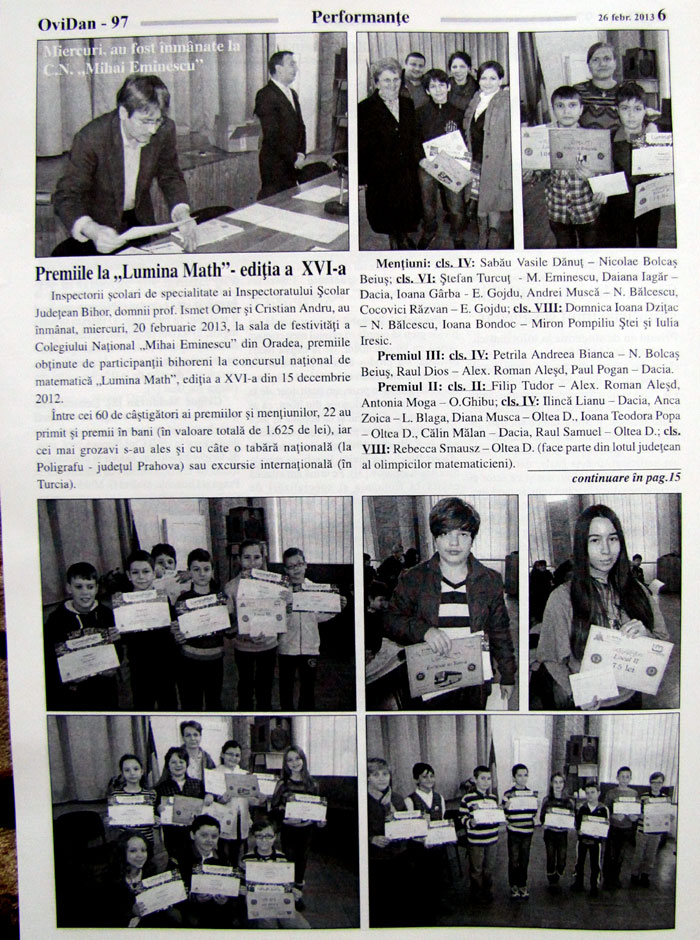 OviDan - 97
Performanţe
26 febr. 2013 6
Miercuri, au fost înmânate la
C.N. „Mihai Eminescu”
Premiile la „Lumina Math”- ediţia a XVI-a
Inspectorii şcolari de specialitate ai Inspectoratului Şcolar
Judeţean Bihor, domnii prof. Ismet Omer şi Cristian Andru, au
înmânat, miercuri, 20 februarie 2013, la sala de festivităţi a
Colegiului Naţional „Mihai Eminescu” din Oradea, premiile
obţinute de participanţii bihoreni la concursul naţional de
matematică „Lumina Math”, ediţia a XVI-a din 15 decembrie
2012.
Între cei 60 de câştigători ai premiilor şi menţiunilor, 22 au
primit şi premii în bani (în valoare totală de 1.625 de lei), iar
cei mai grozavi s-au ales şi cu câte o tabără naţională (la
Poligrafu - judeţul Prahova) sau excursie internaţională (în
Turcia).
Menţiuni: cls. IV: Sabău Vasile Dănuţ – Nicolae Bolcaş
Beiuş; cls. VI: Ştefan Turcuţ - M. Eminescu, Daiana Iagăr –
Dacia, Ioana Gârba - E. Gojdu, Andrei Muscă – N. Bălcescu,
Cocovici Răzvan – E. Gojdu; cls. VIII: Domnica Ioana Dziţac
– N. Bălcescu, Ioana Bondoc – Miron Pompiliu Ştei şi Iulia
Iresic.
Premiul III: cls. IV: Petrila Andreea Bianca – N. Bolcaş
Beiuş, Raul Dios – Alex. Roman Aleşd, Paul Pogan – Dacia.
Premiul II: cls. II: Filip Tudor – Alex. Roman Aleşd,
Antonia Moga – O.Ghibu; cls. IV: Ilincă Lianu – Dacia, Anca
Zoica – L. Blaga, Diana Musca – Oltea D., Ioana Teodora Popa
– Oltea D., Călin Mălan – Dacia, Raul Samuel – Oltea D.; cls.
VIII: Rebecca Smausz – Oltea D. (face parte din lotul judeţean
al olimpicilor matematicieni).
continuare în pag.15
75 lei